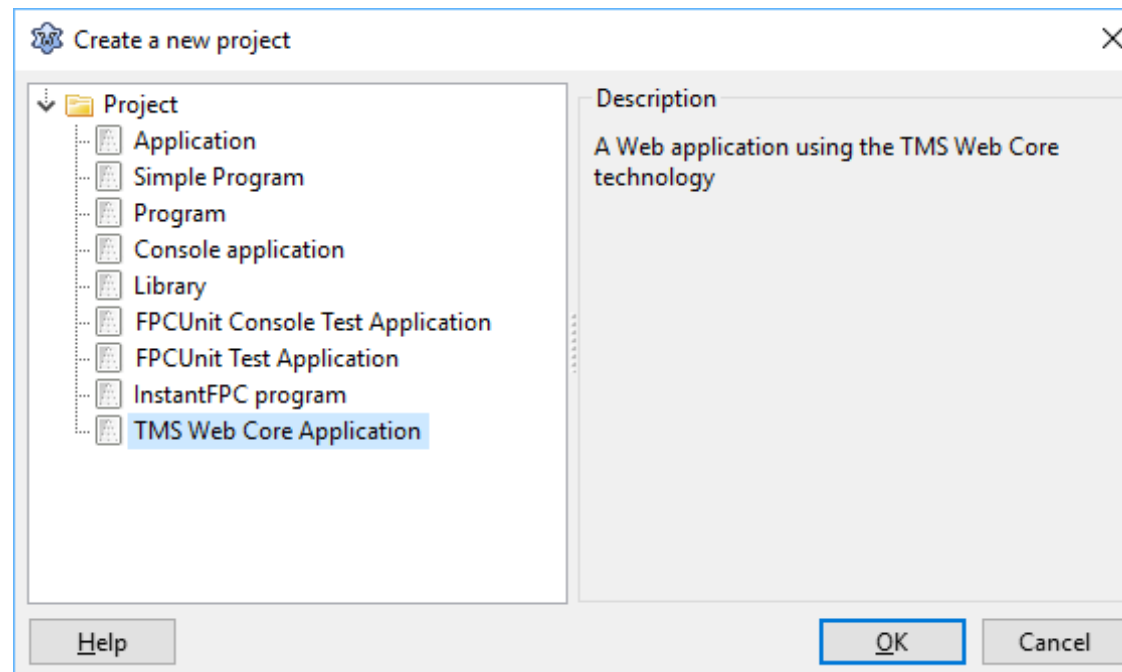 Create a new project
Project
Application
Simple Program
Program
Console application
Library
FPCUnit Console Test Application
FPCUnit Test Application
InstantFPC program
TMS Web Core Application
Description
A Web application using the TMS Web Core
technology
Help
OK
Cancel